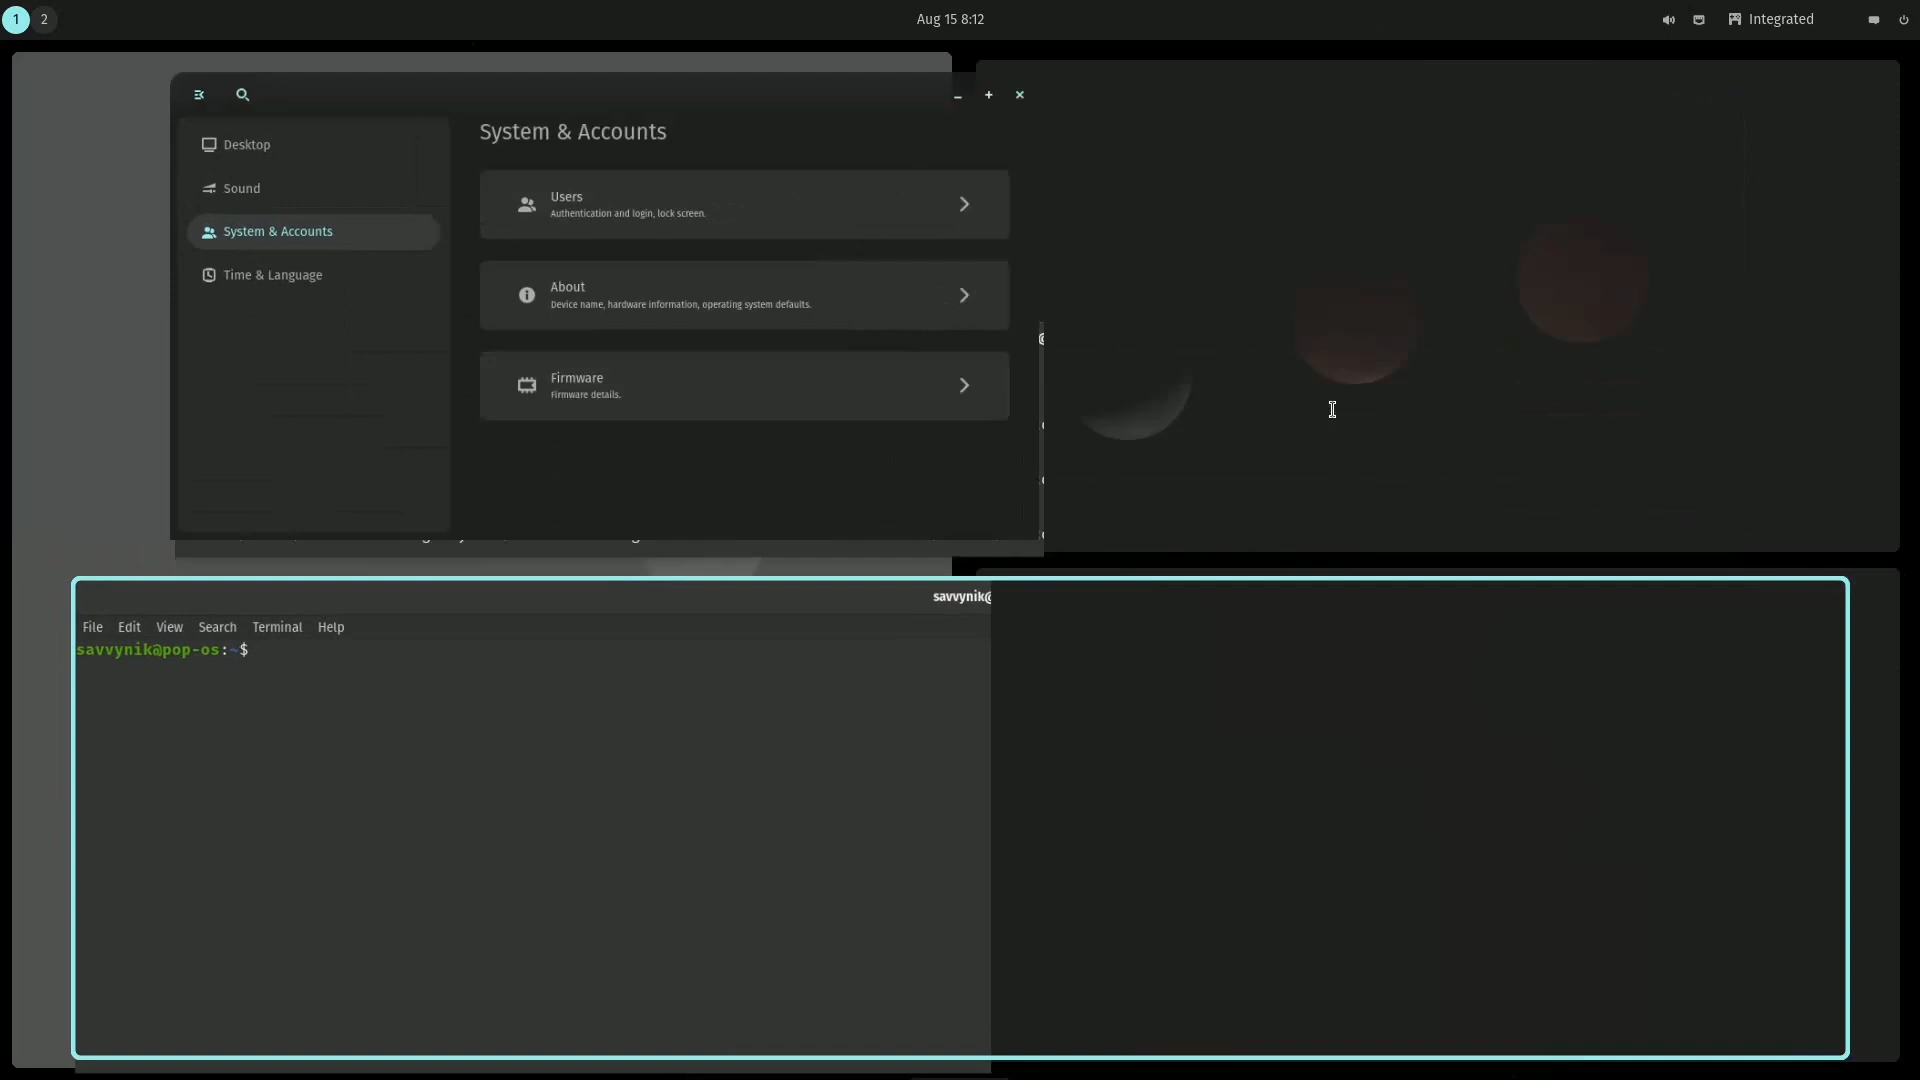 1 2 Aug 15 8:12 Integrated
System & Accounts
Desktop
Sound
System & Accounts
Time & Language
Users
Authentication and login, lock screen.
About
Device name, hardware information, operating system defaults.
Firmware
Firmware details.
savvynik@
File Edit View Search Terminal Help
savvynik@pop-os:~$